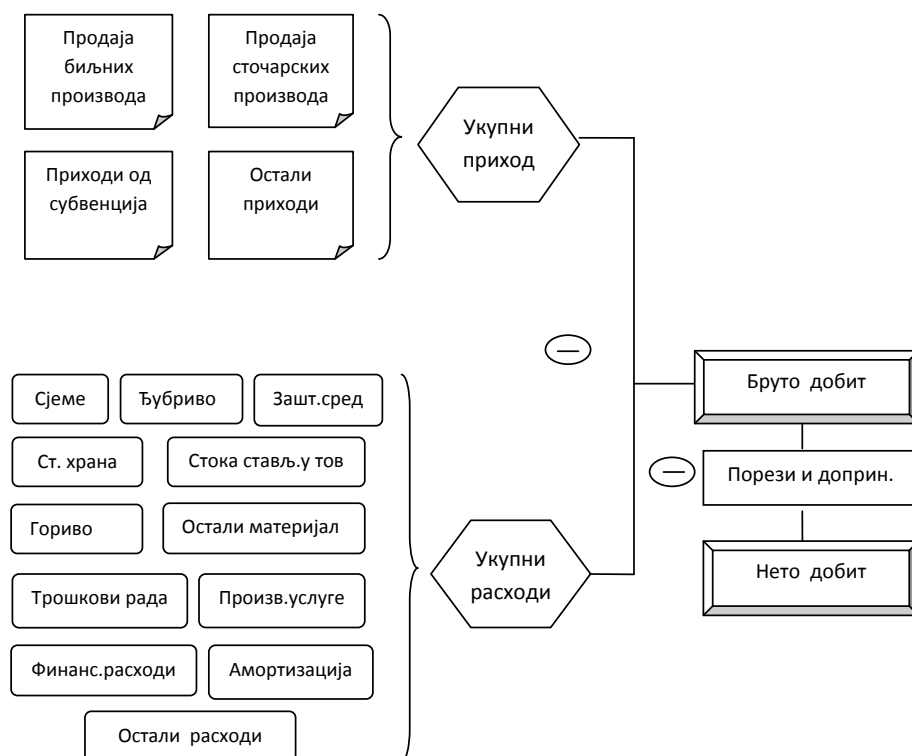 Продаја
биљних
производа
Продаја
сточарских
производа
Приходи од
субвенција
Остали
приходи
Укупни
приход
Сјеме
Ђубриво
Зашт.сред
Ст. храна
Стока стављ.у тов
Гориво
Остали материјал
Трошкови рада
Произв.услуге
Финанс.расходи
Амортизација
Остали расходи
Укупни
расходи
Бруто добит
Порези и доприн.
Нето добит